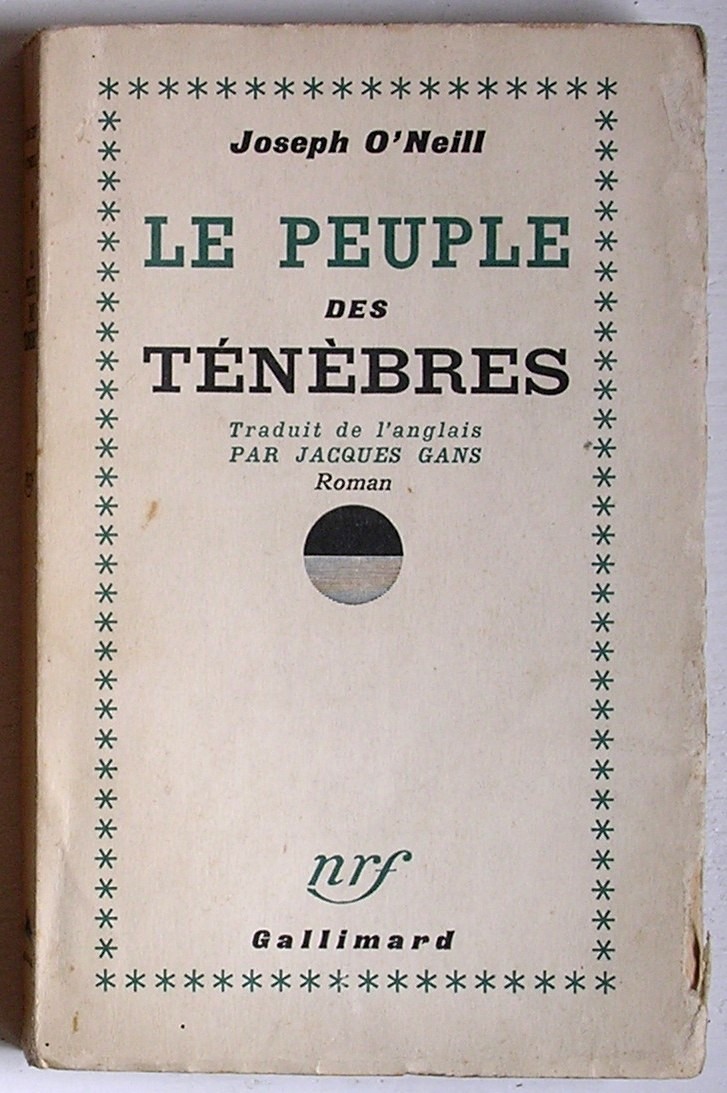 Joseph O'Neill
LE PEUPLE
DES
TÉNÈBRES
Traduit de l'anglais
PAR JACQUES GANS
Roman
nrf
Gallimard